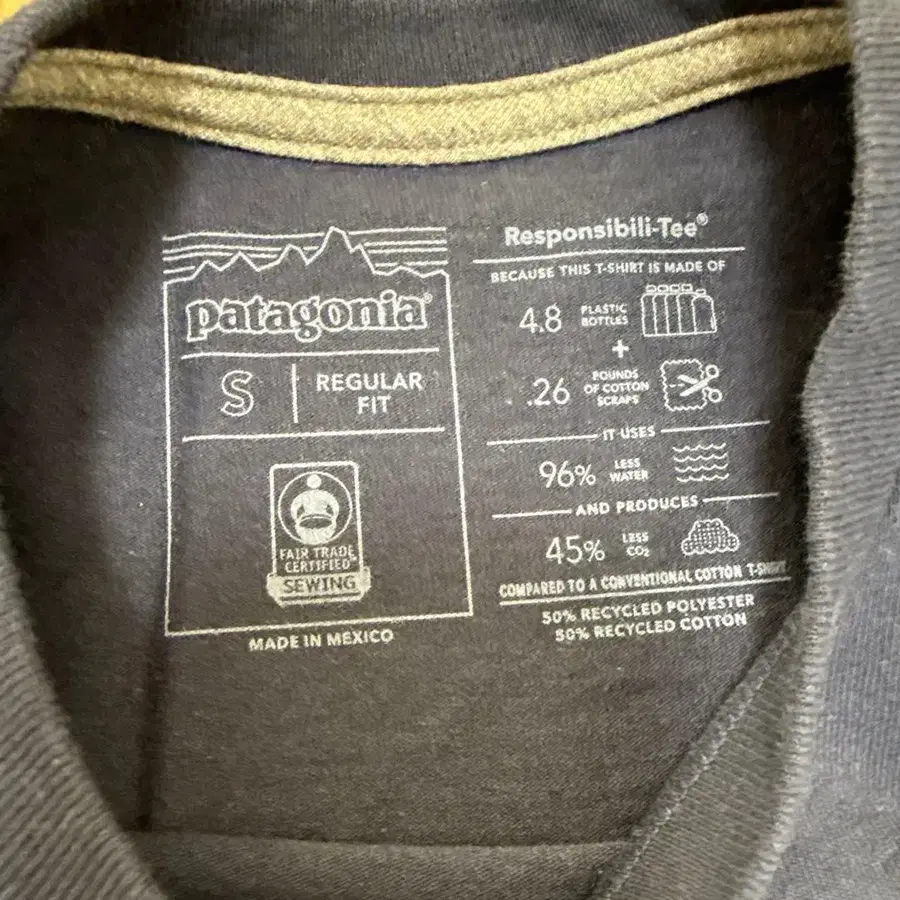 patagonia®
S
REGULAR
FIT
FAIR TRADE
CERTIFIED™
SEWING
MADE IN MEXICO
Responsibili-Tee®
BECAUSE THIS T-SHIRT IS MADE OF
4.8 PLASTIC
BOTTLES
+
.26 POUNDS
OF COTTON
SCRAPS
IT USES
96% LESS
WATER
AND PRODUCES
45% LESS
CO₂
COMPARED TO A CONVENTIONAL COTTON T-SHIRT
50% RECYCLED POLYESTER
50% RECYCLED COTTON